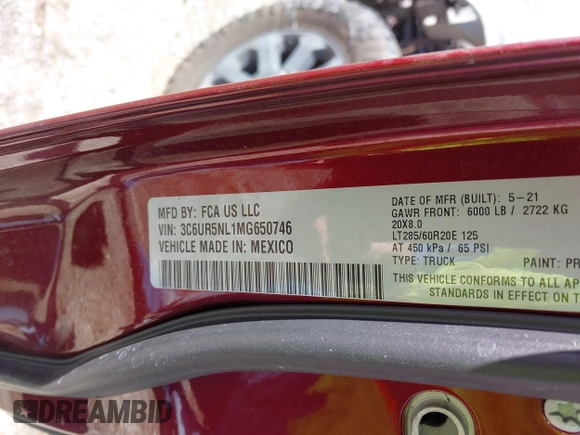 MFD BY: FCA US LLC
VIN: 3C6UR5NL1MG650746
VEHICLE MADE IN: MEXICO
DATE OF MFR (BUILT): 5-21
GAWR FRONT: 6000 LB / 2722 KG
20X8.0
LT285/60R20E 125
AT 450 kPa / 65 PSI
TYPE: TRUCK PAINT: PR
THIS VEHICLE CONFORMS TO ALL AP
STANDARDS IN EFFECT ON T
DREAMBID